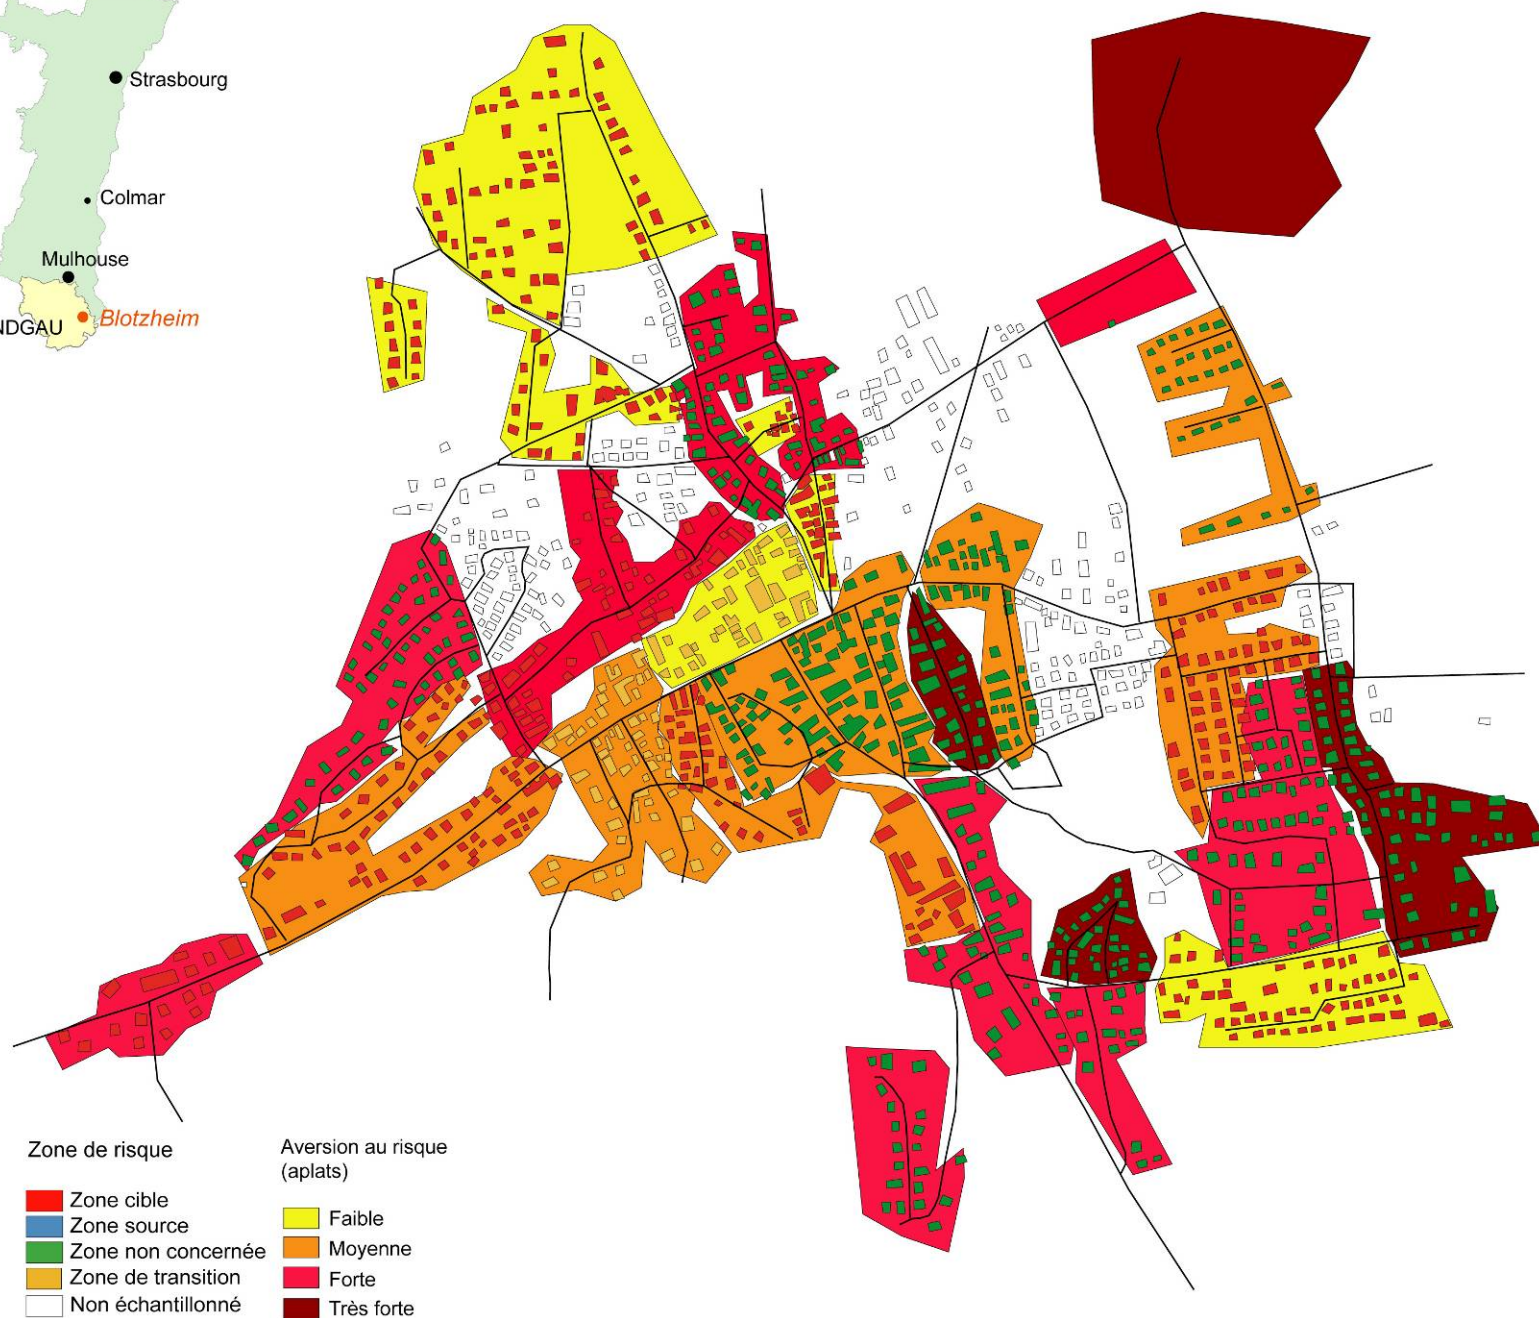 Strasbourg
Colmar
Mulhouse
Blotzheim
NDGAU
Zone de risque
Zone cible
Zone source
Zone non concernée
Zone de transition
Non échantillonné
Aversion au risque
(aplats)
Faible
Moyenne
Forte
Très forte